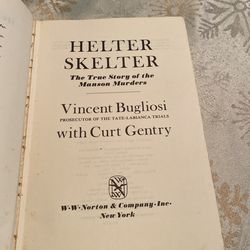 HELTER
SKELTER
The True Story of the
Manson Murders
Vincent Bugliosi
PROSECUTOR OF THE TATE-LABIANCA TRIALS
with Curt Gentry
W·W·Norton & Company·Inc·
New York